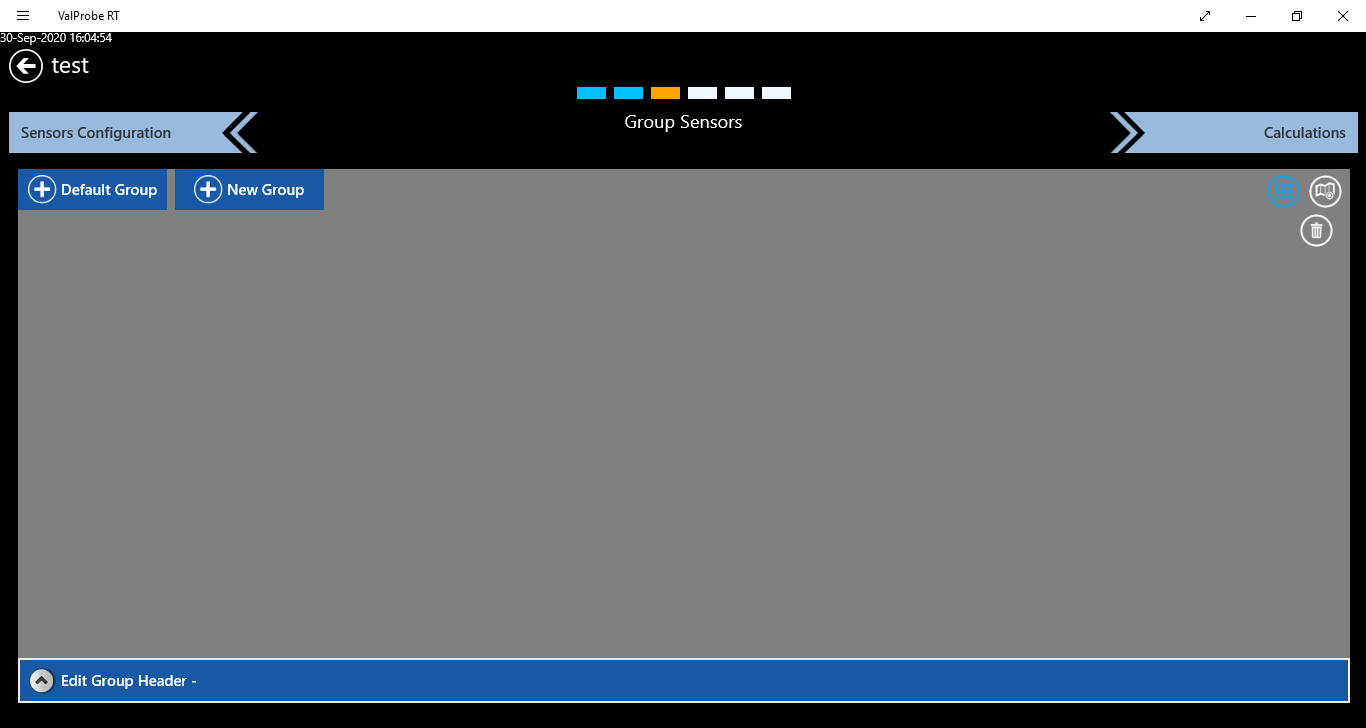 ValProbe RT
30-Sep-2020 16:04:54
test
Sensors Configuration
Group Sensors
Calculations
Default Group
New Group
Edit Group Header -